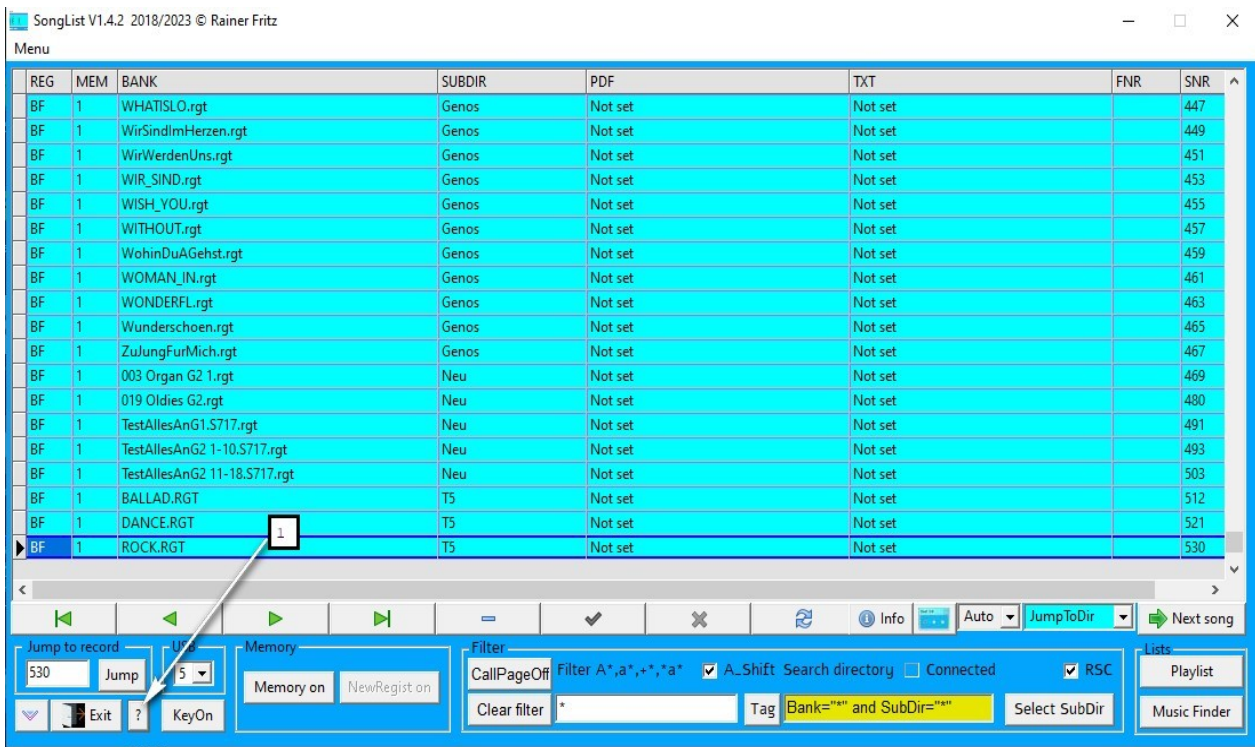 SongList V1.4.2 2018/2023 © Rainer Fritz
Menu
REG MEM BANK SUBDIR PDF TXT FNR SNR
BF 1 WHATISLO.rgt Genos Not set Not set 447
BF 1 WirSindImHerzen.rgt Genos Not set Not set 449
BF 1 WirWerdenUns.rgt Genos Not set Not set 451
BF 1 WIR_SIND.rgt Genos Not set Not set 453
BF 1 WISH_YOU.rgt Genos Not set Not set 455
BF 1 WITHOUT.rgt Genos Not set Not set 457
BF 1 WohinDuAGehst.rgt Genos Not set Not set 459
BF 1 WOMAN_IN.rgt Genos Not set Not set 461
BF 1 WONDERFL.rgt Genos Not set Not set 463
BF 1 Wunderschoen.rgt Genos Not set Not set 465
BF 1 ZuJungFurMich.rgt Genos Not set Not set 467
BF 1 003 Organ G2 1.rgt Neu Not set Not set 469
BF 1 019 Oldies G2.rgt Neu Not set Not set 480
BF 1 TestAllesAnG1.S717.rgt Neu Not set Not set 491
BF 1 TestAllesAnG2 1-10.S717.rgt Neu Not set Not set 493
BF 1 TestAllesAnG2 11-18.S717.rgt Neu Not set Not set 503
BF 1 BALLAD.RGT T5 Not set Not set 512
BF 1 DANCE.RGT T5 Not set Not set 521
1
BF 1 ROCK.RGT T5 Not set Not set 530
Info Auto JumpToDir Next song
Jump to record USB Memory Filter Lists
530 Jump 5 Memory on NewRegist on CallPageOff Filter A*,a*,+*,*a* A_Shift Search directory Connected RSC Playlist
Exit ? KeyOn Clear filter * Tag Bank="*" and SubDir="*" Select SubDir Music Finder